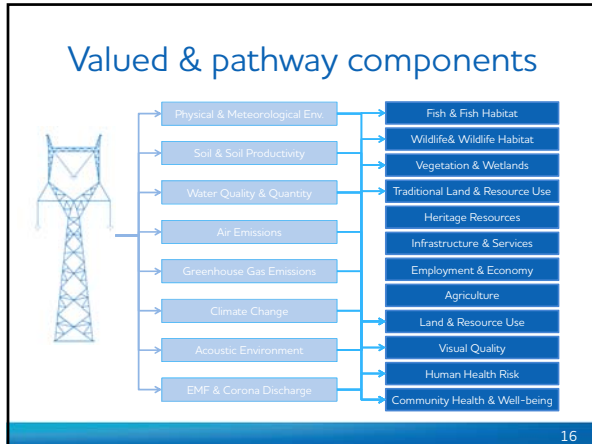 Valued & pathway components
Physical & Meteorological Env.
Soil & Soil Productivity
Water Quality & Quantity
Air Emissions
Greenhouse Gas Emissions
Climate Change
Acoustic Environment
EMF & Corona Discharge
Fish & Fish Habitat
Wildlife& Wildlife Habitat
Vegetation & Wetlands
Traditional Land & Resource Use
Heritage Resources
Infrastructure & Services
Employment & Economy
Agriculture
Land & Resource Use
Visual Quality
Human Health Risk
Community Health & Well-being
16